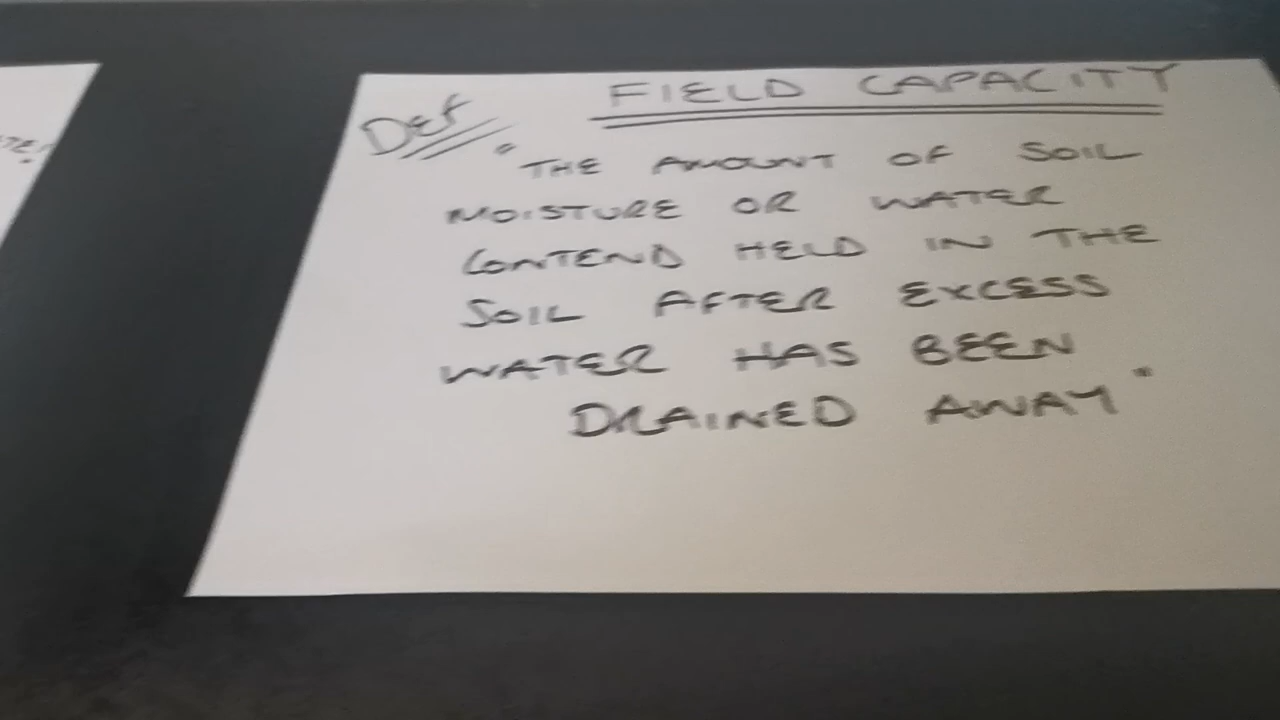 FIELD CAPACITY
Def
"THE AMOUNT OF SOIL
MOISTURE OR WATER
CONTEND HELD IN THE
SOIL AFTER EXCESS
WATER HAS BEEN
DRAINED AWAY"